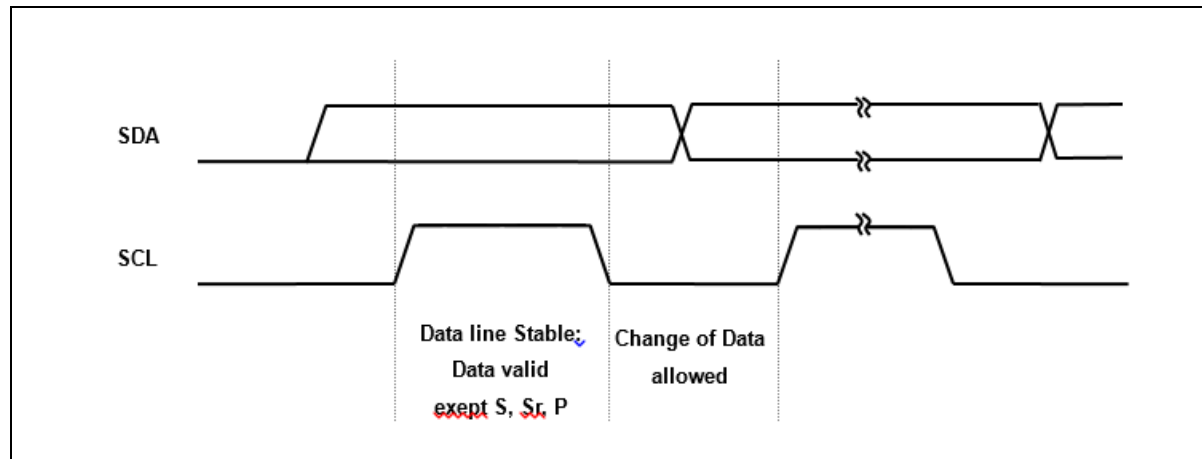 SDA
SCL
Data line Stable;
Data valid
exept S, Sr, P
Change of Data
allowed